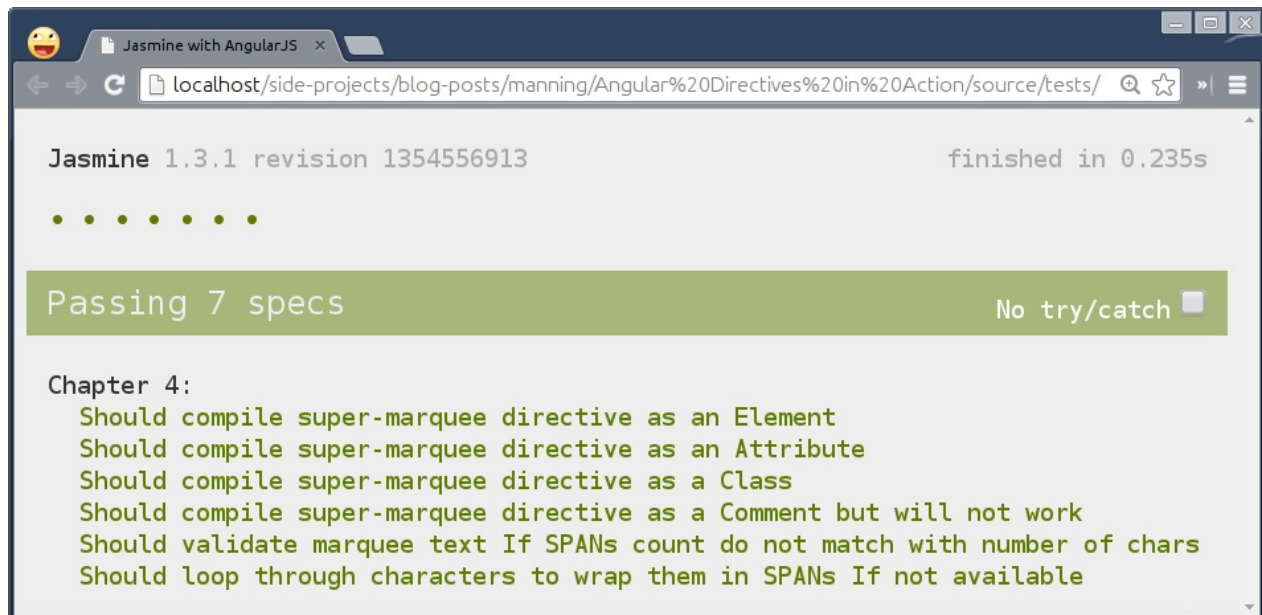 Jasmine with AngularJS
localhost/side-projects/blog-posts/manning/Angular%20Directives%20in%20Action/source/tests/
Jasmine 1.3.1 revision 1354556913 finished in 0.235s
Passing 7 specs No try/catch
Chapter 4:
Should compile super-marquee directive as an Element
Should compile super-marquee directive as an Attribute
Should compile super-marquee directive as a Class
Should compile super-marquee directive as a Comment but will not work
Should validate marquee text If SPANs count do not match with number of chars
Should loop through characters to wrap them in SPANs If not available